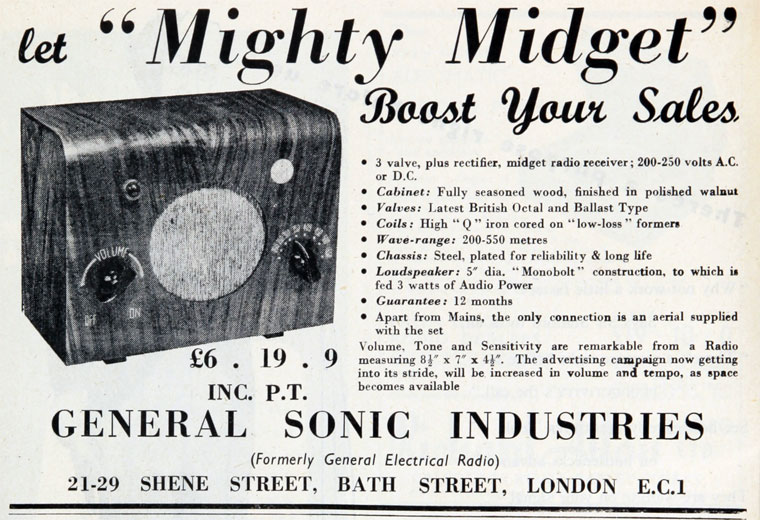 let “Mighty Midget”
Boost Your Sales
• 3 valve, plus rectifier, midget radio receiver; 200-250 volts A.C.
or D.C.
• Cabinet: Fully seasoned wood, finished in polished walnut
• Valves: Latest British Octal and Ballast Type
• Coils: High “Q” iron cored on “low-loss” formers
• Wave-range: 200-550 metres
• Chassis: Steel, plated for reliability & long life
• Loudspeaker: 5″ dia. “Monobolt” construction, to which is
fed 3 watts of Audio Power
• Guarantee: 12 months
• Apart from Mains, the only connection is an aerial supplied
with the set
VOLUME
OFF ON
Volume, Tone and Sensitivity are remarkable from a Radio
measuring 8½″ x 7″ x 4½″. The advertising campaign now getting
into its stride, will be increased in volume and tempo, as space
becomes available
£6 . 19 . 9
INC. P.T.
GENERAL SONIC INDUSTRIES
(Formerly General Electrical Radio)
21-29 SHENE STREET, BATH STREET, LONDON E.C.1